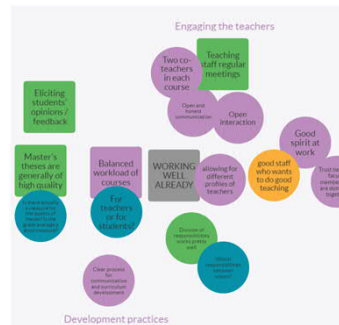 Engaging the teachers
Two co-
teachers
in each
course
Teaching
staff regular
meetings
Eliciting
students'
opinions /
feedback
Open and
honest
communication
Open
interaction
Good
spirit at
work
Master's
theses are
generally of
high quality
Balanced
workload of
courses
WORKING
WELL
ALREADY
allowing for
different
profiles of
teachers
good staff
who wants
to do good
teaching
For
teachers
or for
students?
Division of
responsibilities
works pretty
well
Clear process
for
communication
and curriculum
development
Development practices